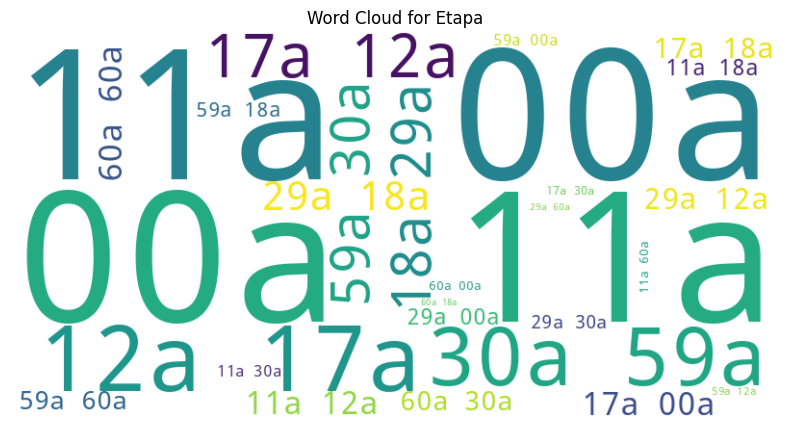 Word Cloud for Etapa
17a 12a 59a 00a 17a 18a
11a 00a
60a 60a
59a 18a
30a
29a
11a 18a
29a 18a
29a 12a
17a 30a
29a 60a
00a 11a
59a
18a
11a 60a
60a 00a
60a 18a
29a 00a
29a 30a
12a 17a 30a 59a
11a 30a
59a 60a
11a 12a
60a 30a
17a 00a
59a 12a